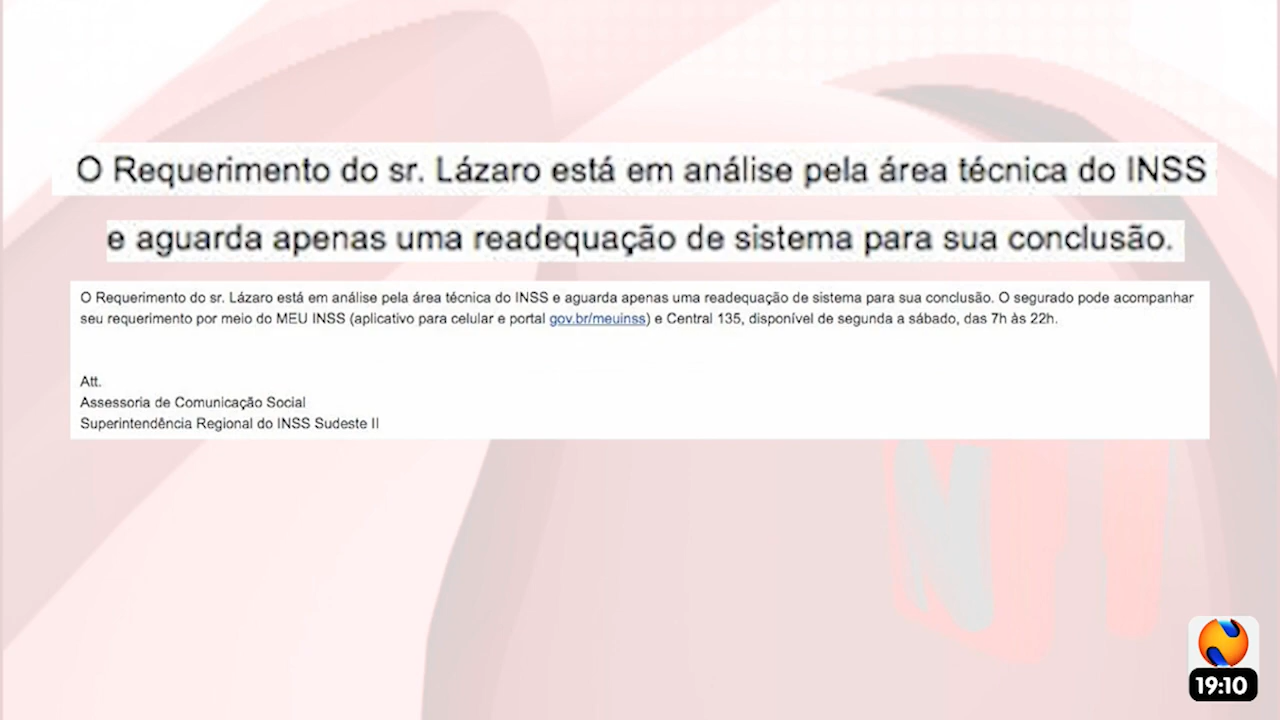 O Requerimento do sr. Lázaro está em análise pela área técnica do INSS
e aguarda apenas uma readequação de sistema para sua conclusão.
O Requerimento do sr. Lázaro está em análise pela área técnica do INSS e aguarda apenas uma readequação de sistema para sua conclusão. O segurado pode acompanhar
seu requerimento por meio do MEU INSS (aplicativo para celular e portal gov.br/meuinss) e Central 135, disponível de segunda a sábado, das 7h às 22h.
Att.
Assessoria de Comunicação Social
Superintendência Regional do INSS Sudeste II
19:10